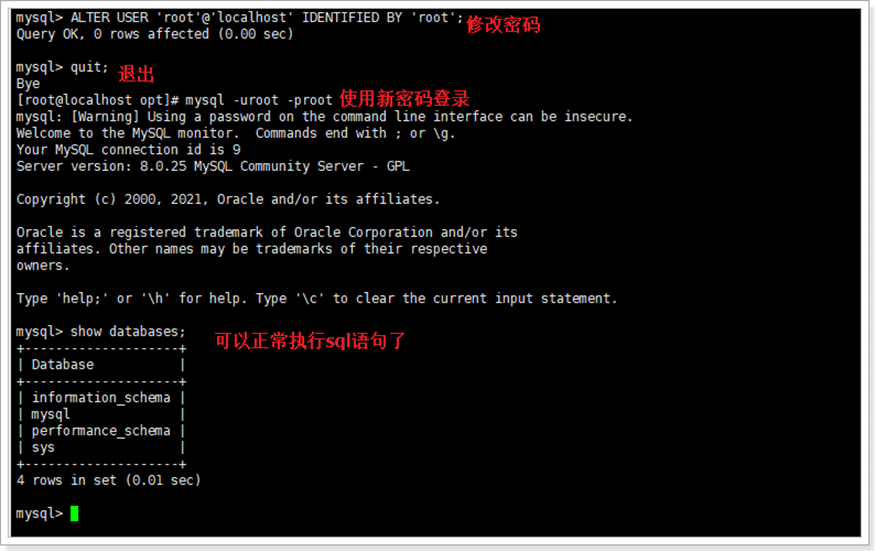 mysql> ALTER USER 'root'@'localhost' IDENTIFIED BY 'root'; 修改密码
Query OK, 0 rows affected (0.00 sec)
mysql> quit; 退出
Bye
[root@localhost opt]# mysql -uroot -proot 使用新密码登录
mysql: [Warning] Using a password on the command line interface can be insecure.
Welcome to the MySQL monitor.  Commands end with ; or \g.
Your MySQL connection id is 9
Server version: 8.0.25 MySQL Community Server - GPL
Copyright (c) 2000, 2021, Oracle and/or its affiliates.
Oracle is a registered trademark of Oracle Corporation and/or its
affiliates. Other names may be trademarks of their respective
owners.
Type 'help;' or '\h' for help. Type '\c' to clear the current input statement.
mysql> show databases; 可以正常执行sql语句了
+--------------------+
| Database           |
+--------------------+
| information_schema |
| mysql              |
| performance_schema |
| sys                |
+--------------------+
4 rows in set (0.01 sec)
mysql>